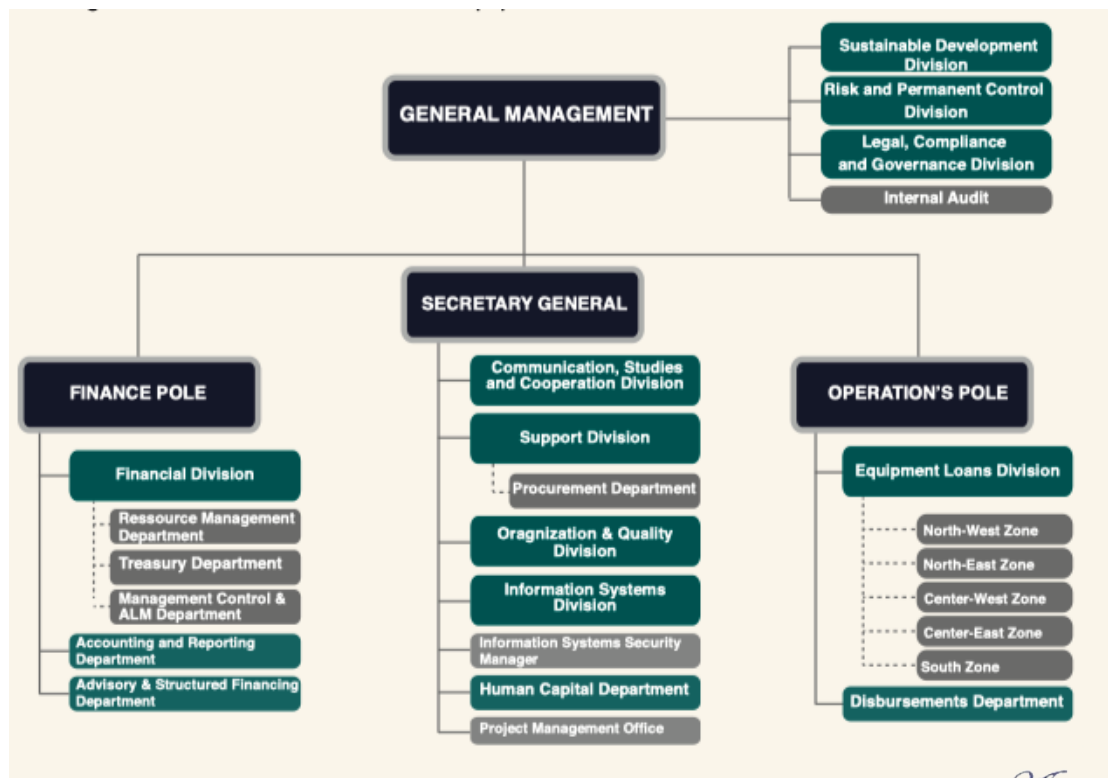 Sustainable Development
Division
GENERAL MANAGEMENT
Risk and Permanent Control
Division
Legal, Compliance
and Governance Division
Internal Audit
SECRETARY GENERAL
FINANCE POLE
OPERATION'S POLE
Financial Division
Ressource Management
Department
Treasury Department
Management Control &
ALM Department
Accounting and Reporting
Department
Advisory & Structured Financing
Department
Communication, Studies
and Cooperation Division
Support Division
Procurement Department
Oragnization & Quality
Division
Information Systems
Division
Information Systems Security
Manager
Human Capital Department
Project Management Office
Equipment Loans Division
North-West Zone
North-East Zone
Center-West Zone
Center-East Zone
South Zone
Disbursements Department